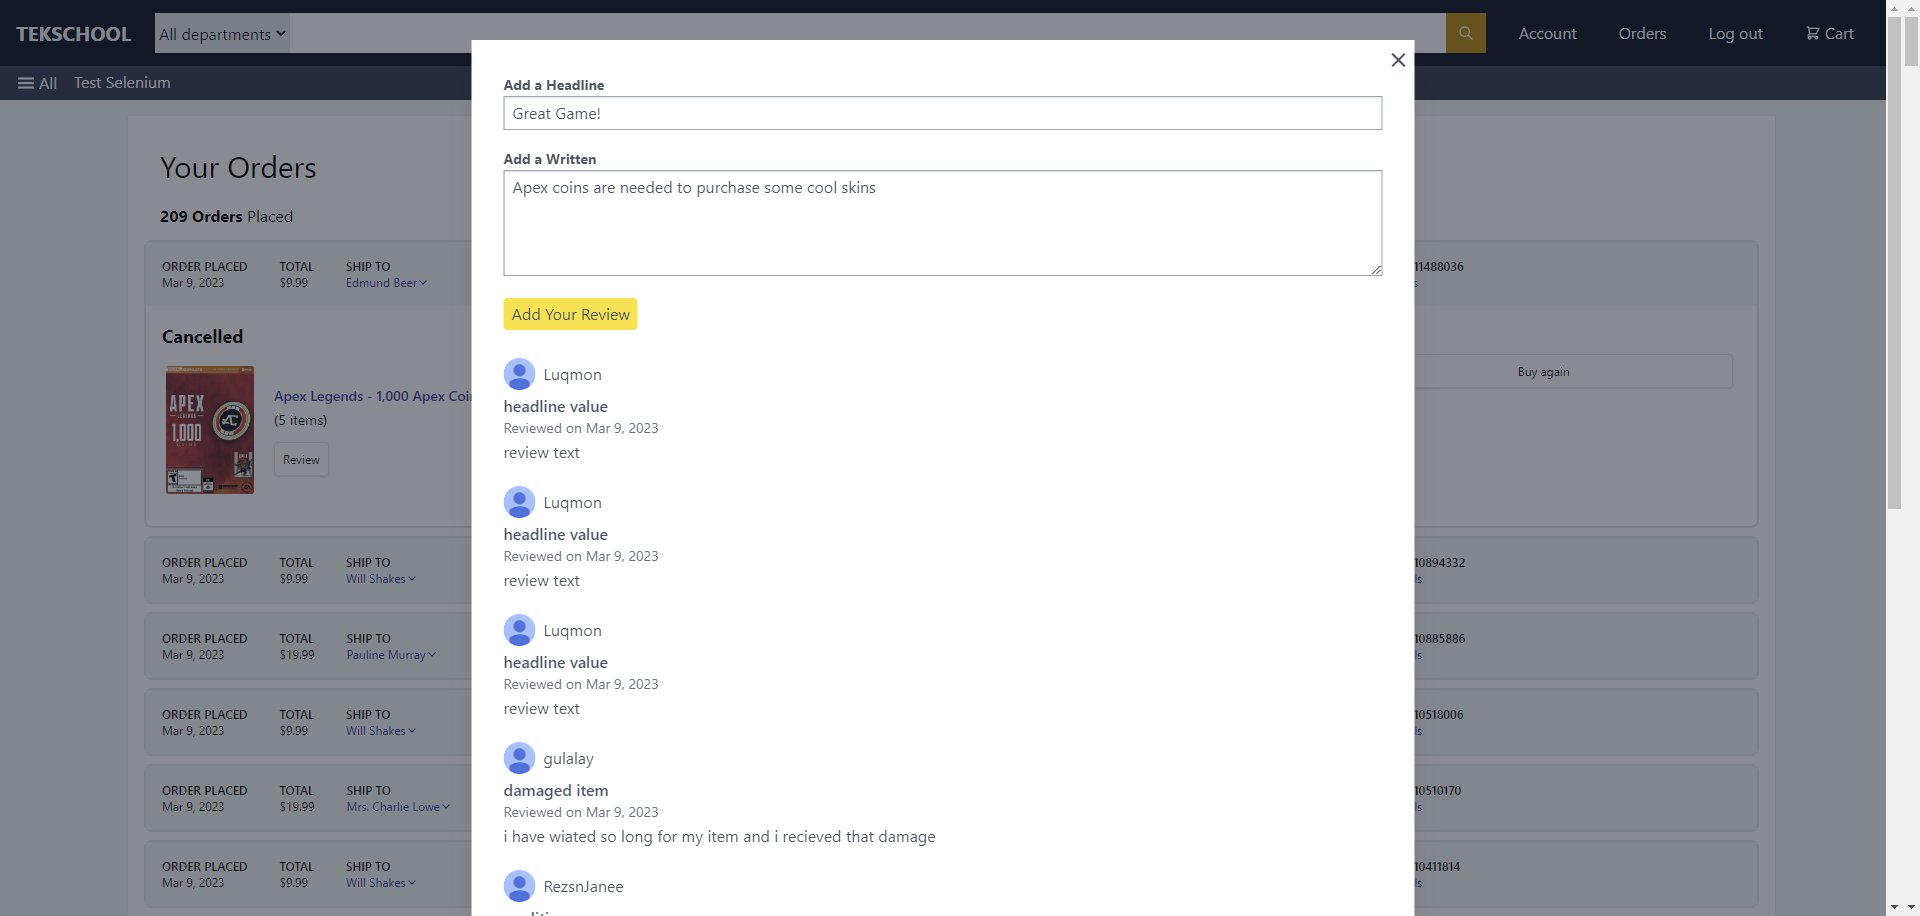 TEKSCHOOL
All departments
Account
Orders
Log out
Cart
All
Test Selenium
Your Orders
209 Orders Placed
ORDER PLACED TOTAL SHIP TO
Mar 9, 2023 $9.99 Edmund Beer
11488036
s
Cancelled
APEX
LEGENDS
1,000
Apex Legends - 1,000 Apex Coi
(5 items)
Review
Buy again
ORDER PLACED TOTAL SHIP TO
Mar 9, 2023 $9.99 Will Shakes
10894332
ls
ORDER PLACED TOTAL SHIP TO
Mar 9, 2023 $19.99 Pauline Murray
10885886
ls
ORDER PLACED TOTAL SHIP TO
Mar 9, 2023 $9.99 Will Shakes
10518006
ls
ORDER PLACED TOTAL SHIP TO
Mar 9, 2023 $19.99 Mrs. Charlie Lowe
10510170
ls
ORDER PLACED TOTAL SHIP TO
Mar 9, 2023 $9.99 Will Shakes
10411814
ls
Add a Headline
Great Game!
Add a Written
Apex coins are needed to purchase some cool skins
Add Your Review
Luqmon
headline value
Reviewed on Mar 9, 2023
review text
Luqmon
headline value
Reviewed on Mar 9, 2023
review text
Luqmon
headline value
Reviewed on Mar 9, 2023
review text
gulalay
damaged item
Reviewed on Mar 9, 2023
i have wiated so long for my item and i recieved that damage
RezsnJanee